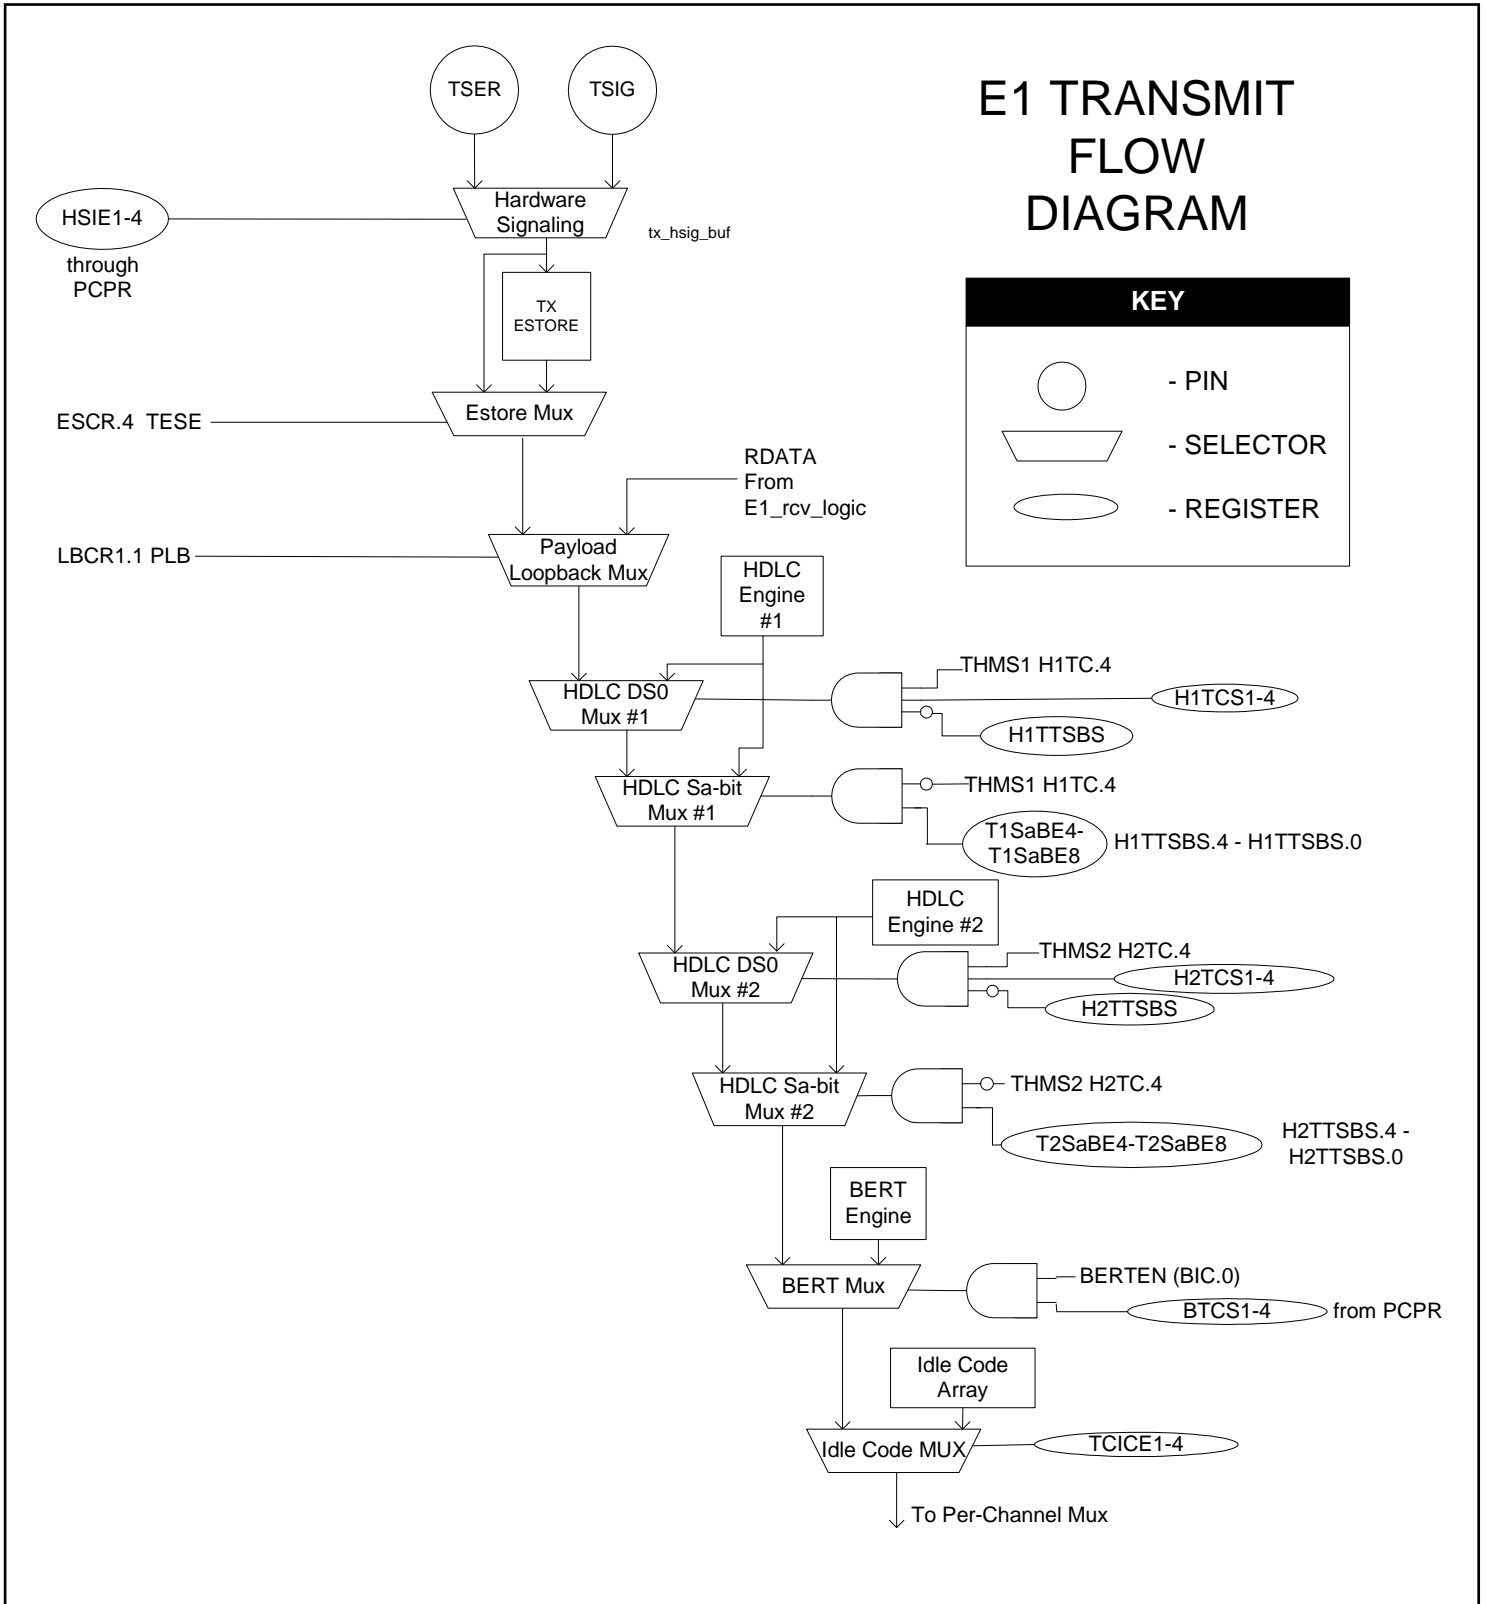 TSER
TSIG
E1 TRANSMIT
FLOW
DIAGRAM
Hardware
Signaling
HSIE1-4
through
PCPR
tx_hsig_buf
KEY
- PIN
- SELECTOR
- REGISTER
TX
ESTORE
Estore Mux
ESCR.4 TESE
RDATA
From
E1_rcv_logic
LBCR1.1 PLB
Payload
Loopback Mux
HDLC
Engine
#1
THMS1 H1TC.4
HDLC DS0
Mux #1
H1TCS1-4
H1TTSBS
HDLC Sa-bit
Mux #1
THMS1 H1TC.4
T1SaBE4-
T1SaBE8
H1TTSBS.4 - H1TTSBS.0
HDLC
Engine #2
HDLC DS0
Mux #2
THMS2 H2TC.4
H2TCS1-4
H2TTSBS
HDLC Sa-bit
Mux #2
THMS2 H2TC.4
T2SaBE4-T2SaBE8
H2TTSBS.4 -
H2TTSBS.0
BERT
Engine
BERT Mux
BERTEN (BIC.0)
BTCS1-4
from PCPR
Idle Code
Array
Idle Code MUX
TCICE1-4
To Per-Channel Mux